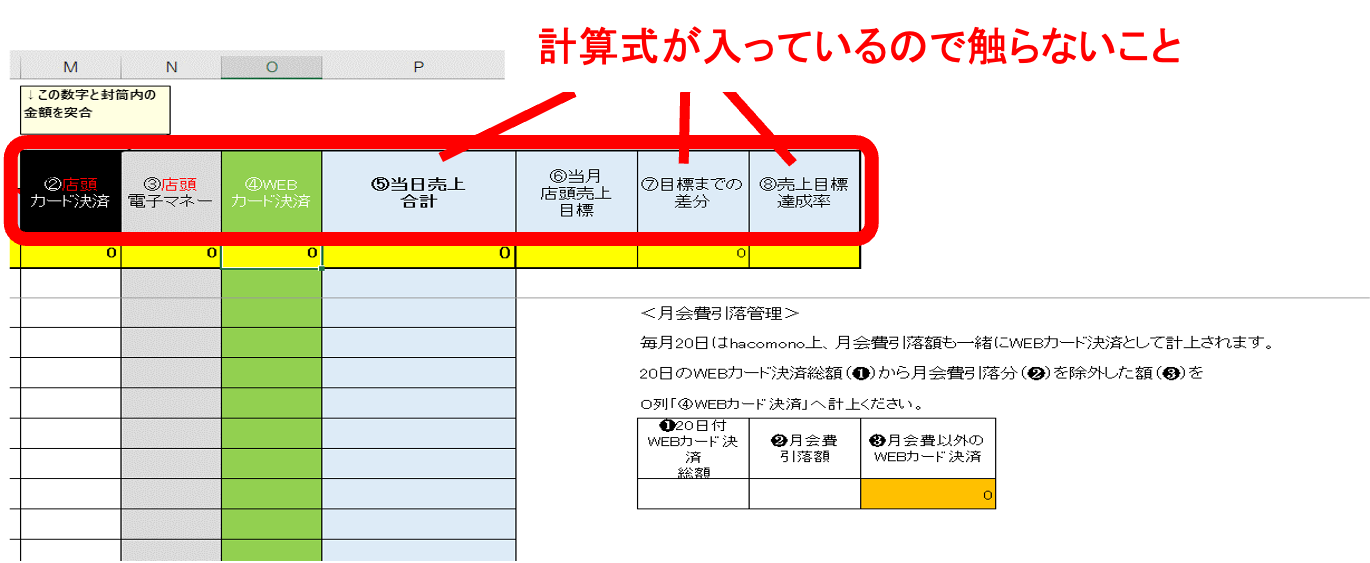 計算式が入っているので触らないこと
M N O P
↓この数字と封筒内の
金額を突合
②店頭
カード決済
③店頭
電子マネー
④WEB
カード決済
⑤当日売上
合計
⑥当月
店頭売上
目標
⑦目標までの
差分
⑧売上目標
達成率
0 0 0 0 0
＜月会費引落管理＞
毎月20日はhacomono上、月会費引落額も一緒にWEBカード決済として計上されます。
20日のWEBカード決済総額（❶）から月会費引落分（❷）を除外した額（❸）を
O列「④WEBカード決済」へ計上ください。
❶20日付
WEBカード決
済
総額
❷月会費
引落額
❸月会費以外の
WEBカード決済
0